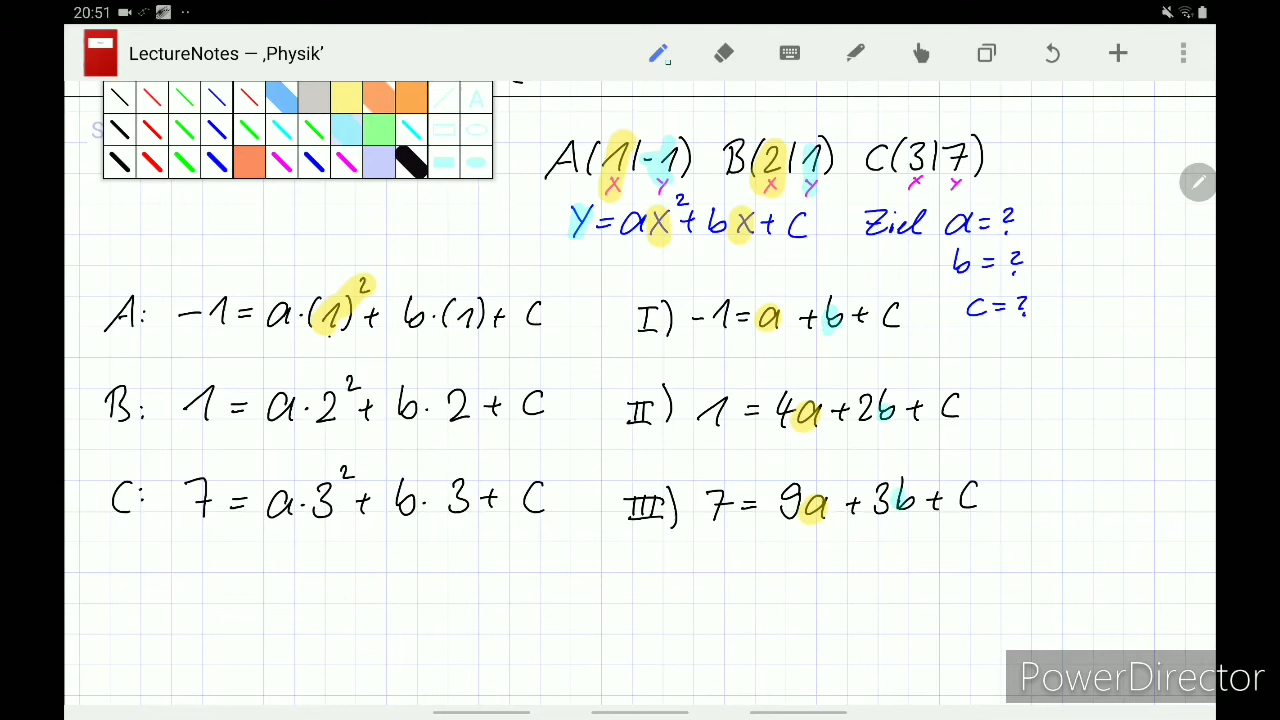 20:51
LectureNotes — ‚Physik‘
S
A
A(1|-1) B(2|1) C(3|7)
x y x y x y
y = ax² + bx + c Ziel a = ?
b = ?
c = ?
A: -1 = a·(1)² + b·(1) + c I) -1 = a + b + c
B: 1 = a·2² + b·2 + c II) 1 = 4a + 2b + c
C: 7 = a·3² + b·3 + c III) 7 = 9a + 3b + c
PowerDirector